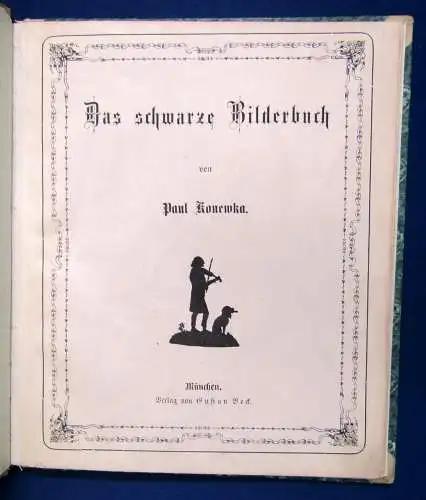 Das schwarze Bilderbuch
von
Paul Konewka.
München.
Verlag von Gustav Beck.